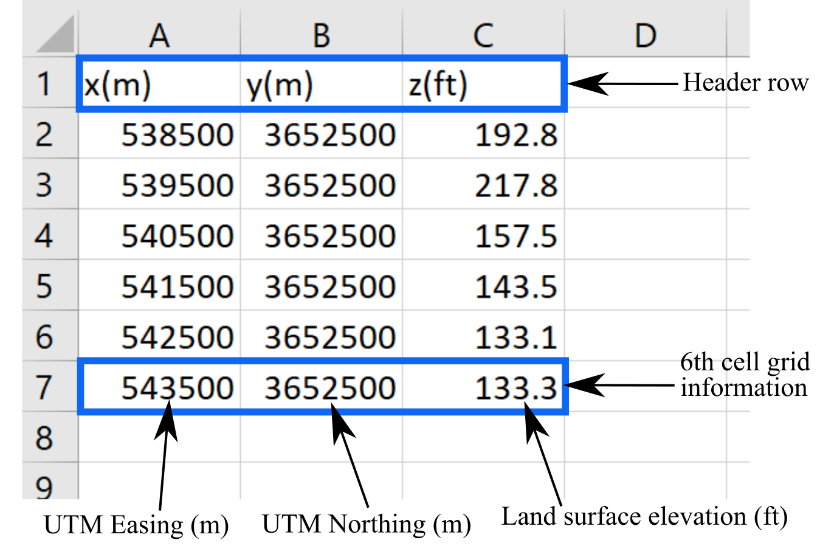 A B C D
1 x(m) y(m) z(ft) Header row
2 538500 3652500 192.8
3 539500 3652500 217.8
4 540500 3652500 157.5
5 541500 3652500 143.5
6 542500 3652500 133.1
7 543500 3652500 133.3 6th cell grid
information
8
9
UTM Easing (m) UTM Northing (m) Land surface elevation (ft)